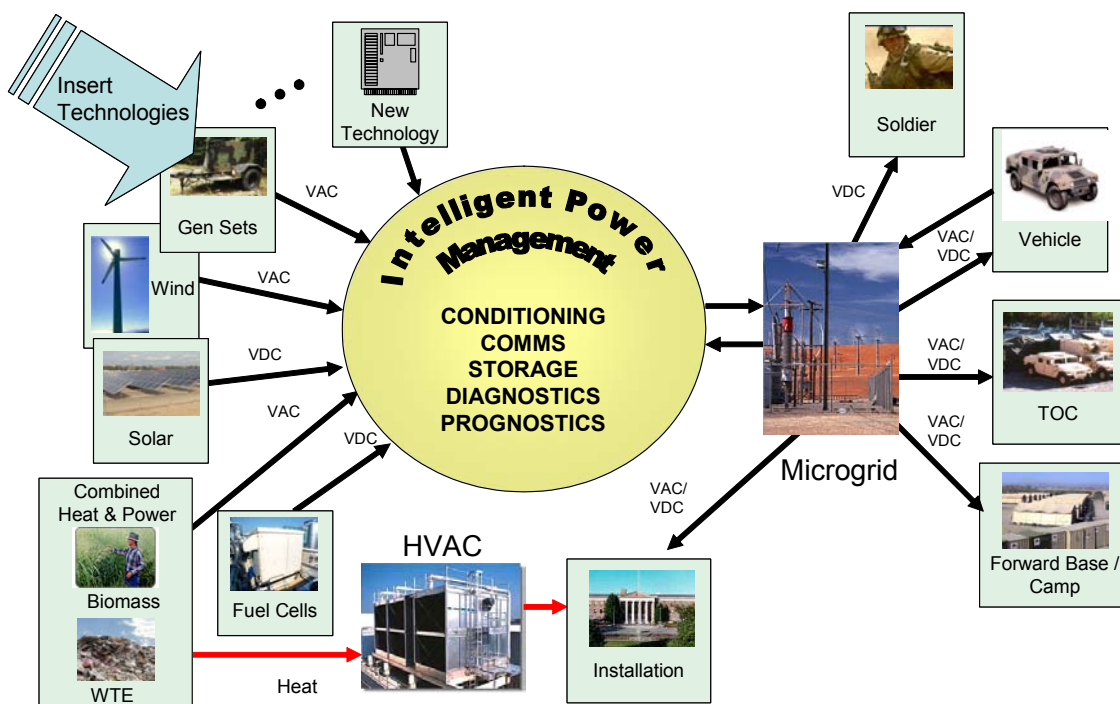 Insert
Technologies
New
Technology
Gen Sets
VAC
Wind
VAC
Solar
VDC
Combined
Heat & Power
Biomass
WTE
VAC
Fuel Cells
VDC
Heat
HVAC
Intelligent Power
Management
CONDITIONING
COMMS
STORAGE
DIAGNOSTICS
PROGNOSTICS
Microgrid
Soldier
VDC
Vehicle
VAC/
VDC
TOC
VAC/
VDC
Forward Base /
Camp
VAC/
VDC
Installation
VAC/
VDC